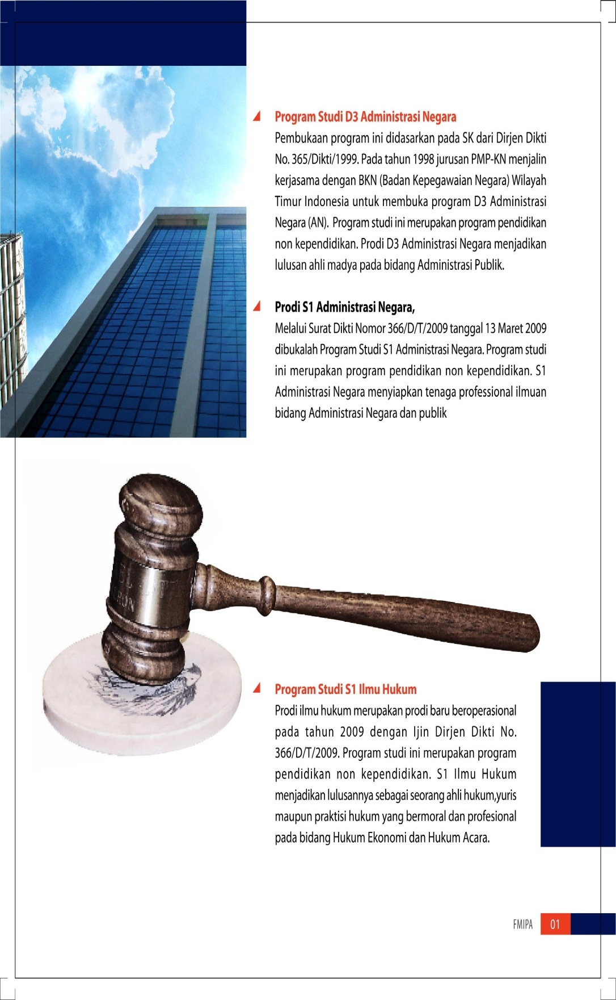 Program Studi D3 Administrasi Negara
Pembukaan program ini didasarkan pada SK dari Dirjen Dikti
No. 365/Dikti/1999. Pada tahun 1998 jurusan PMP-KN menjalin
kerjasama dengan BKN (Badan Kepegawaian Negara) Wilayah
Timur Indonesia untuk membuka program D3 Administrasi
Negara (AN). Program studi ini merupakan program pendidikan
non kependidikan. Prodi D3 Administrasi Negara menjadikan
lulusan ahli madya pada bidang Administrasi Publik.
Prodi S1 Administrasi Negara,
Melalui Surat Dikti Nomor 366/D/T/2009 tanggal 13 Maret 2009
dibukalah Program Studi S1 Administrasi Negara. Program studi
ini merupakan program pendidikan non kependidikan. S1
Administrasi Negara menyiapkan tenaga professional ilmuan
bidang Administrasi Negara dan publik
Program Studi S1 Ilmu Hukum
Prodi ilmu hukum merupakan prodi baru beroperasional
pada tahun 2009 dengan Ijin Dirjen Dikti No.
366/D/T/2009. Program studi ini merupakan program
pendidikan non kependidikan. S1 Ilmu Hukum
menjadikan lulusannya sebagai seorang ahli hukum,yuris
maupun praktisi hukum yang bermoral dan profesional
pada bidang Hukum Ekonomi dan Hukum Acara.
FMIPA 01